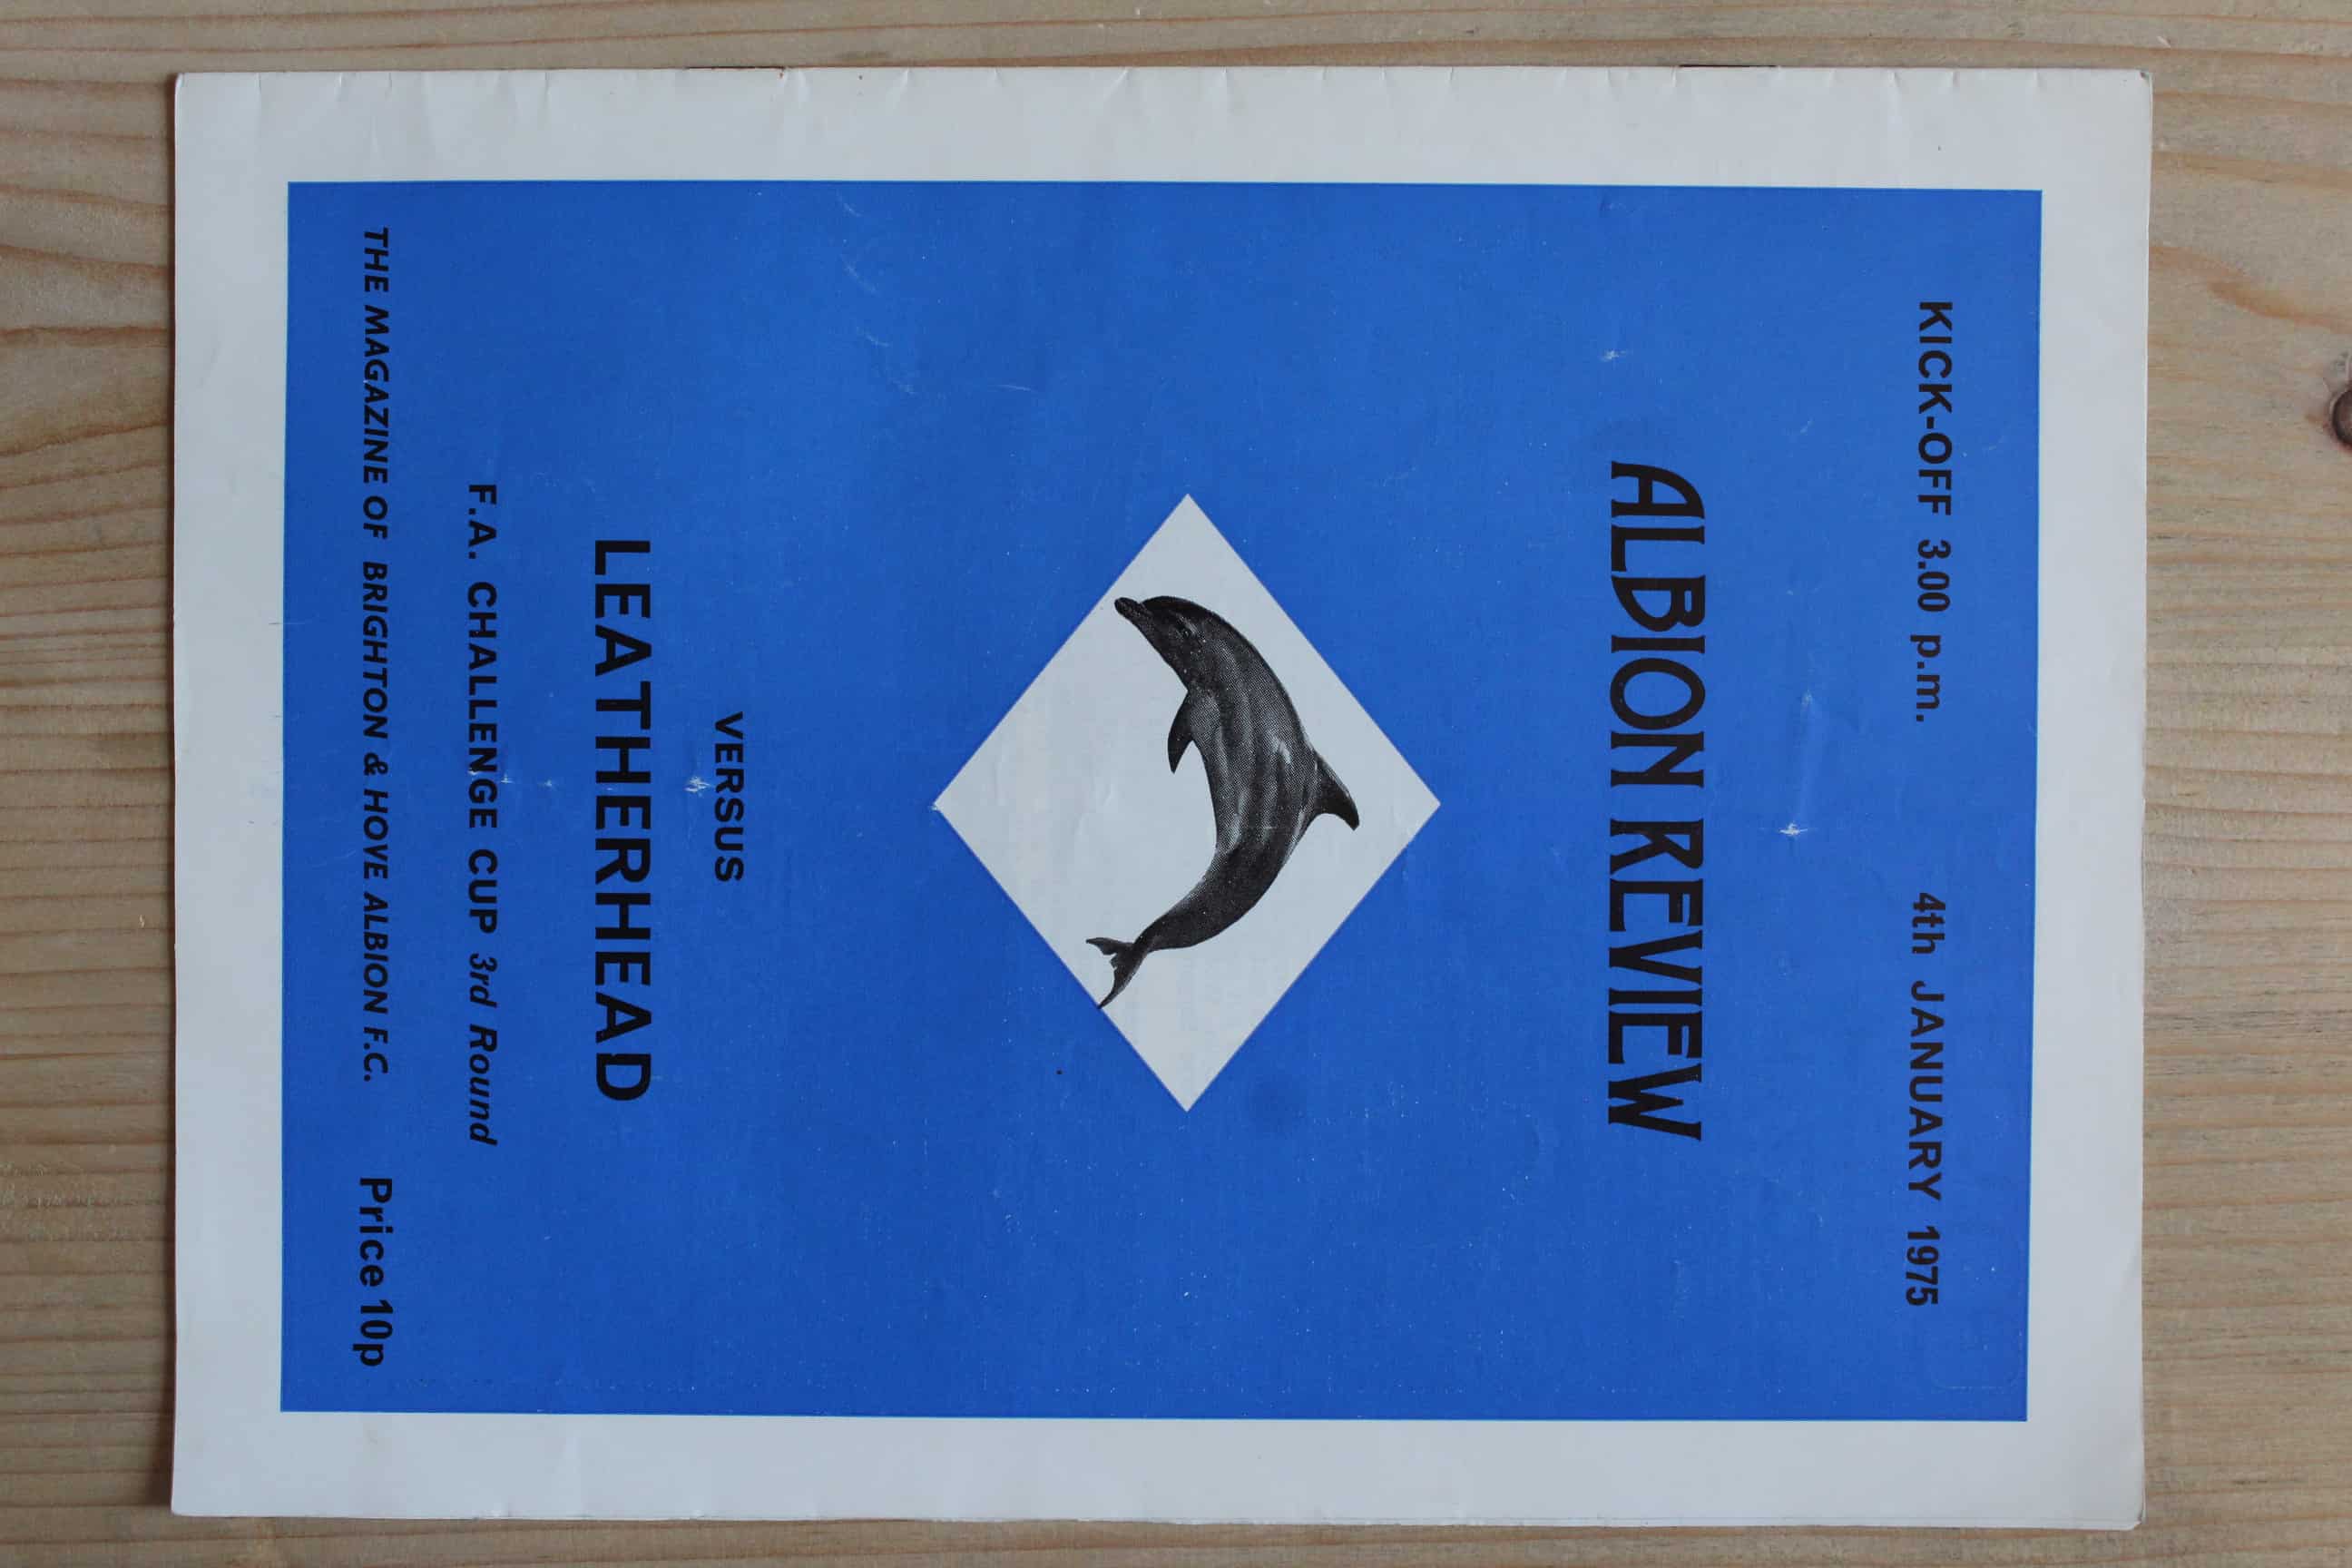 KICK-OFF 3.00 p.m. 4th JANUARY 1975
ALBION REVIEW
VERSUS
LEATHERHEAD
F.A. CHALLENGE CUP 3rd Round
THE MAGAZINE OF BRIGHTON & HOVE ALBION F.C. Price 10p